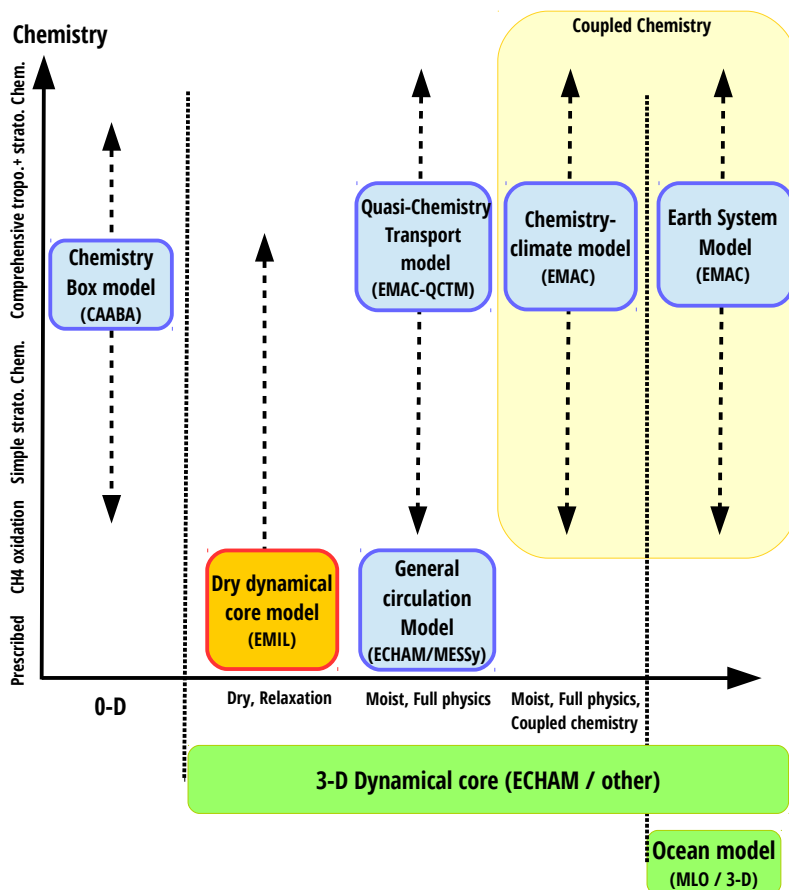 Chemistry
Coupled Chemistry
Comprehensive tropo.+ strato. Chem.
Simple strato. Chem.
CH4 oxidation
Prescribed
Chemistry
Box model
(CAABA)
Quasi-Chemistry
Transport
model
(EMAC-QCTM)
Chemistry-
climate model
(EMAC)
Earth System
Model
(EMAC)
Dry dynamical
core model
(EMIL)
General
circulation
Model
(ECHAM/MESSy)
0-D
Dry, Relaxation
Moist, Full physics
Moist, Full physics,
Coupled chemistry
3-D Dynamical core (ECHAM / other)
Ocean model
(MLO / 3-D)